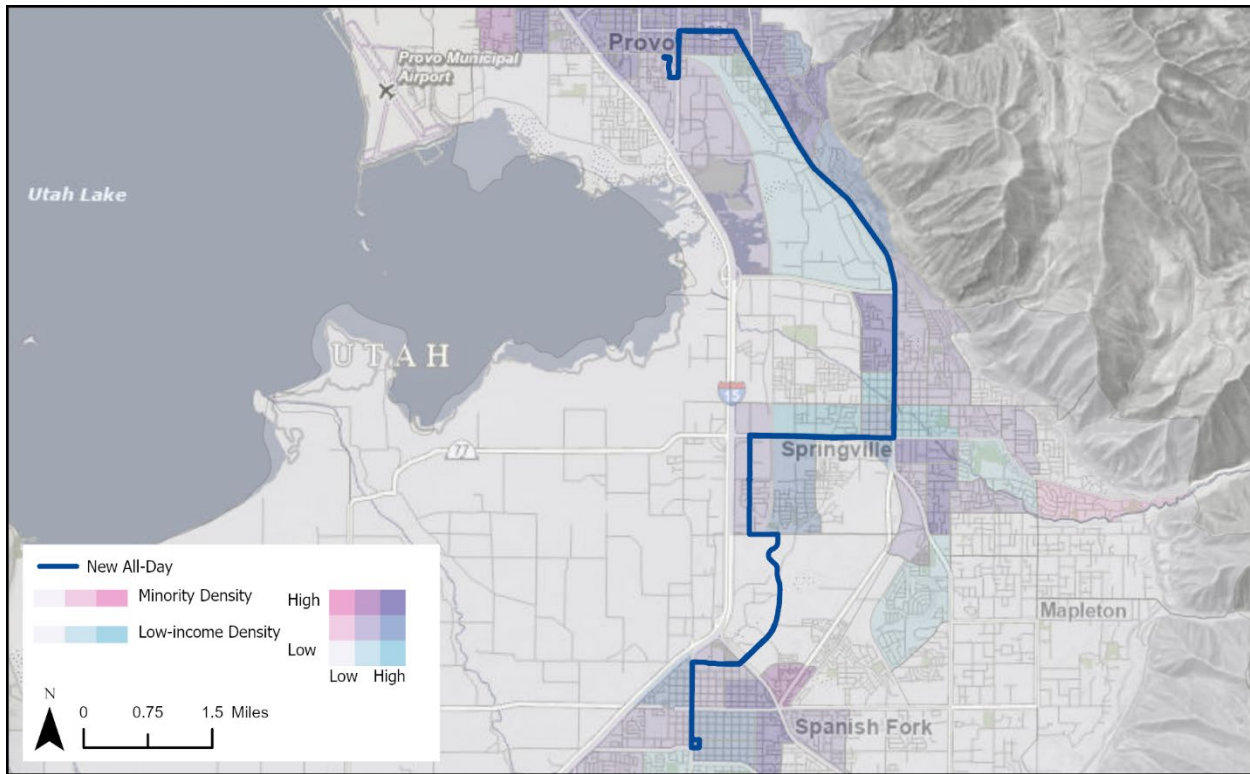 Provo
Provo Municipal
Airport
Utah Lake
UTAH
15
77
Springville
Mapleton
Spanish Fork
New All-Day
Minority Density
Low-income Density
High
Low
Low High
N
0 0.75 1.5 Miles